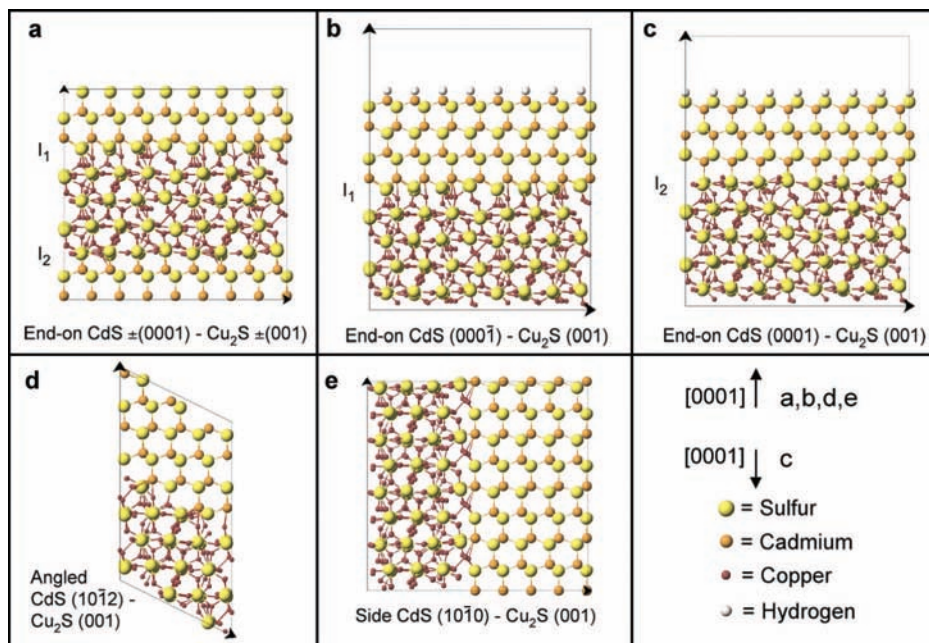 a
I₁
I₂
End-on CdS ±(0001) - Cu₂S ±(001)
b
I₁
End-on CdS (0001̄) - Cu₂S (001)
c
I₂
End-on CdS (0001) - Cu₂S (001)
d
Angled
CdS (101̄2) -
Cu₂S (001)
e
Side CdS (101̄0) - Cu₂S (001)
[0001] a,b,d,e
[0001] c
= Sulfur
= Cadmium
= Copper
= Hydrogen